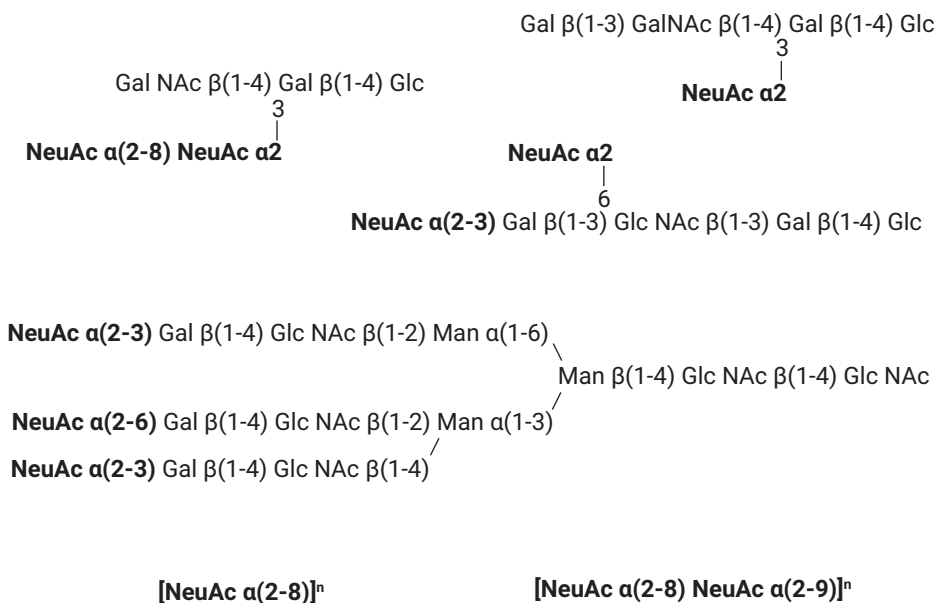 Gal β(1-3) GalNAc β(1-4) Gal β(1-4) Glc
3
NeuAc α2
Gal NAc β(1-4) Gal β(1-4) Glc
3
NeuAc α(2-8) NeuAc α2
NeuAc α2
6
NeuAc α(2-3) Gal β(1-3) Glc NAc β(1-3) Gal β(1-4) Glc
NeuAc α(2-3) Gal β(1-4) Glc NAc β(1-2) Man α(1-6)
Man β(1-4) Glc NAc β(1-4) Glc NAc
NeuAc α(2-6) Gal β(1-4) Glc NAc β(1-2) Man α(1-3)
NeuAc α(2-3) Gal β(1-4) Glc NAc β(1-4)
[NeuAc α(2-8)]ⁿ
[NeuAc α(2-8) NeuAc α(2-9)]ⁿ